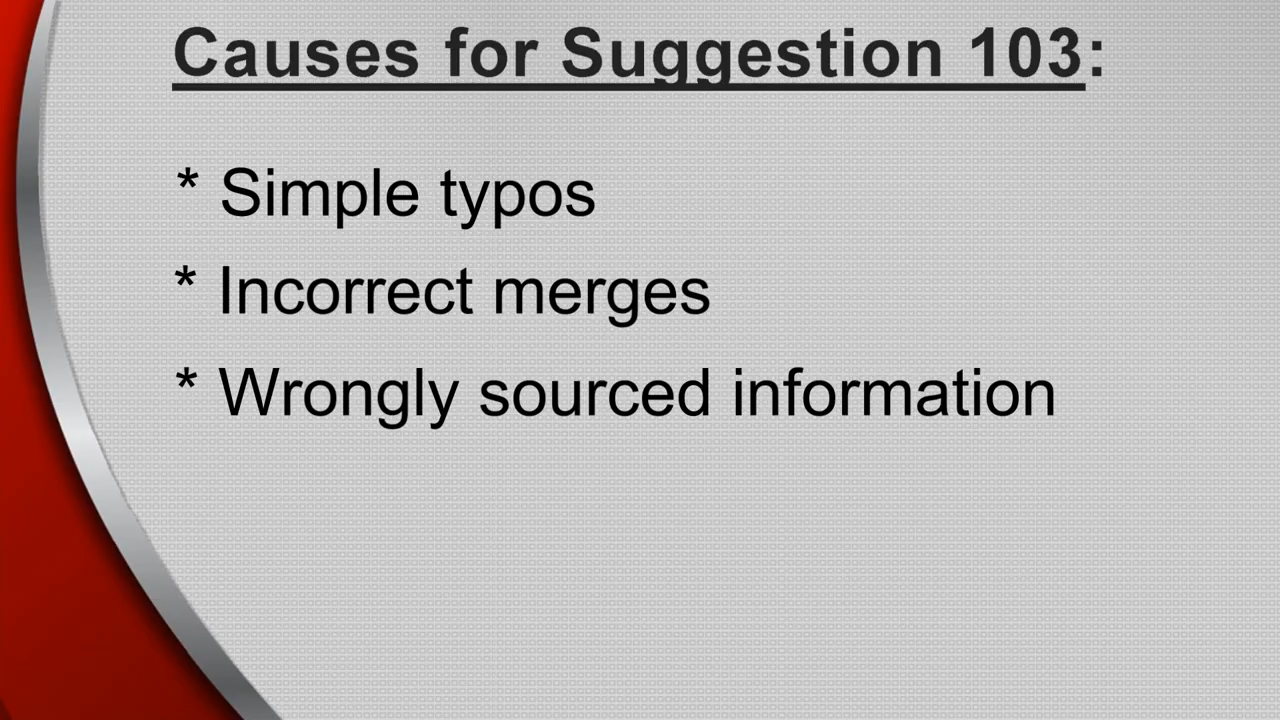 Causes for Suggestion 103:
* Simple typos
* Incorrect merges
* Wrongly sourced information